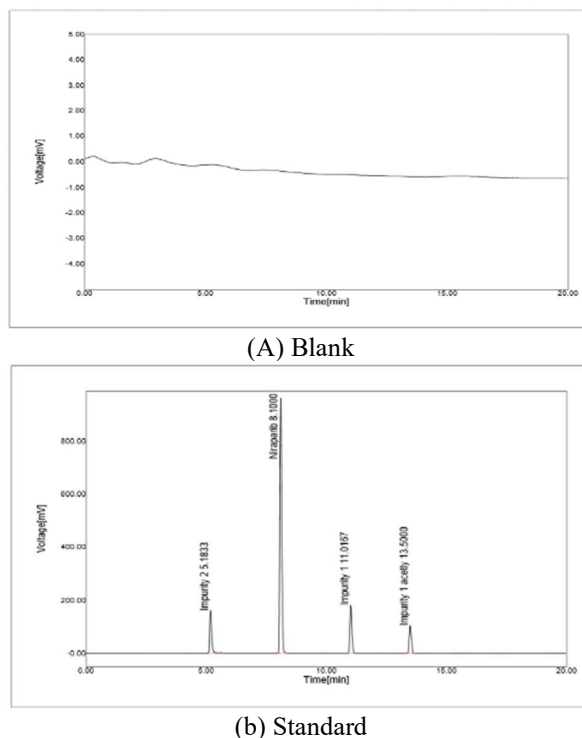 5.00
4.00
3.00
2.00
1.00
0.00
-1.00
-2.00
-3.00
-4.00
Voltage[mV]
0.00 5.00 10.00 15.00 20.00
Time[min]
(A) Blank
800.00
600.00
400.00
200.00
-0.00
Voltage[mV]
Impurity 2 5.1833
Niraparib 8.1000
Impurity 1 11.0167
Impurity 1 acetly 13.5000
0.00 5.00 10.00 15.00 20.00
Time[min]
(b) Standard